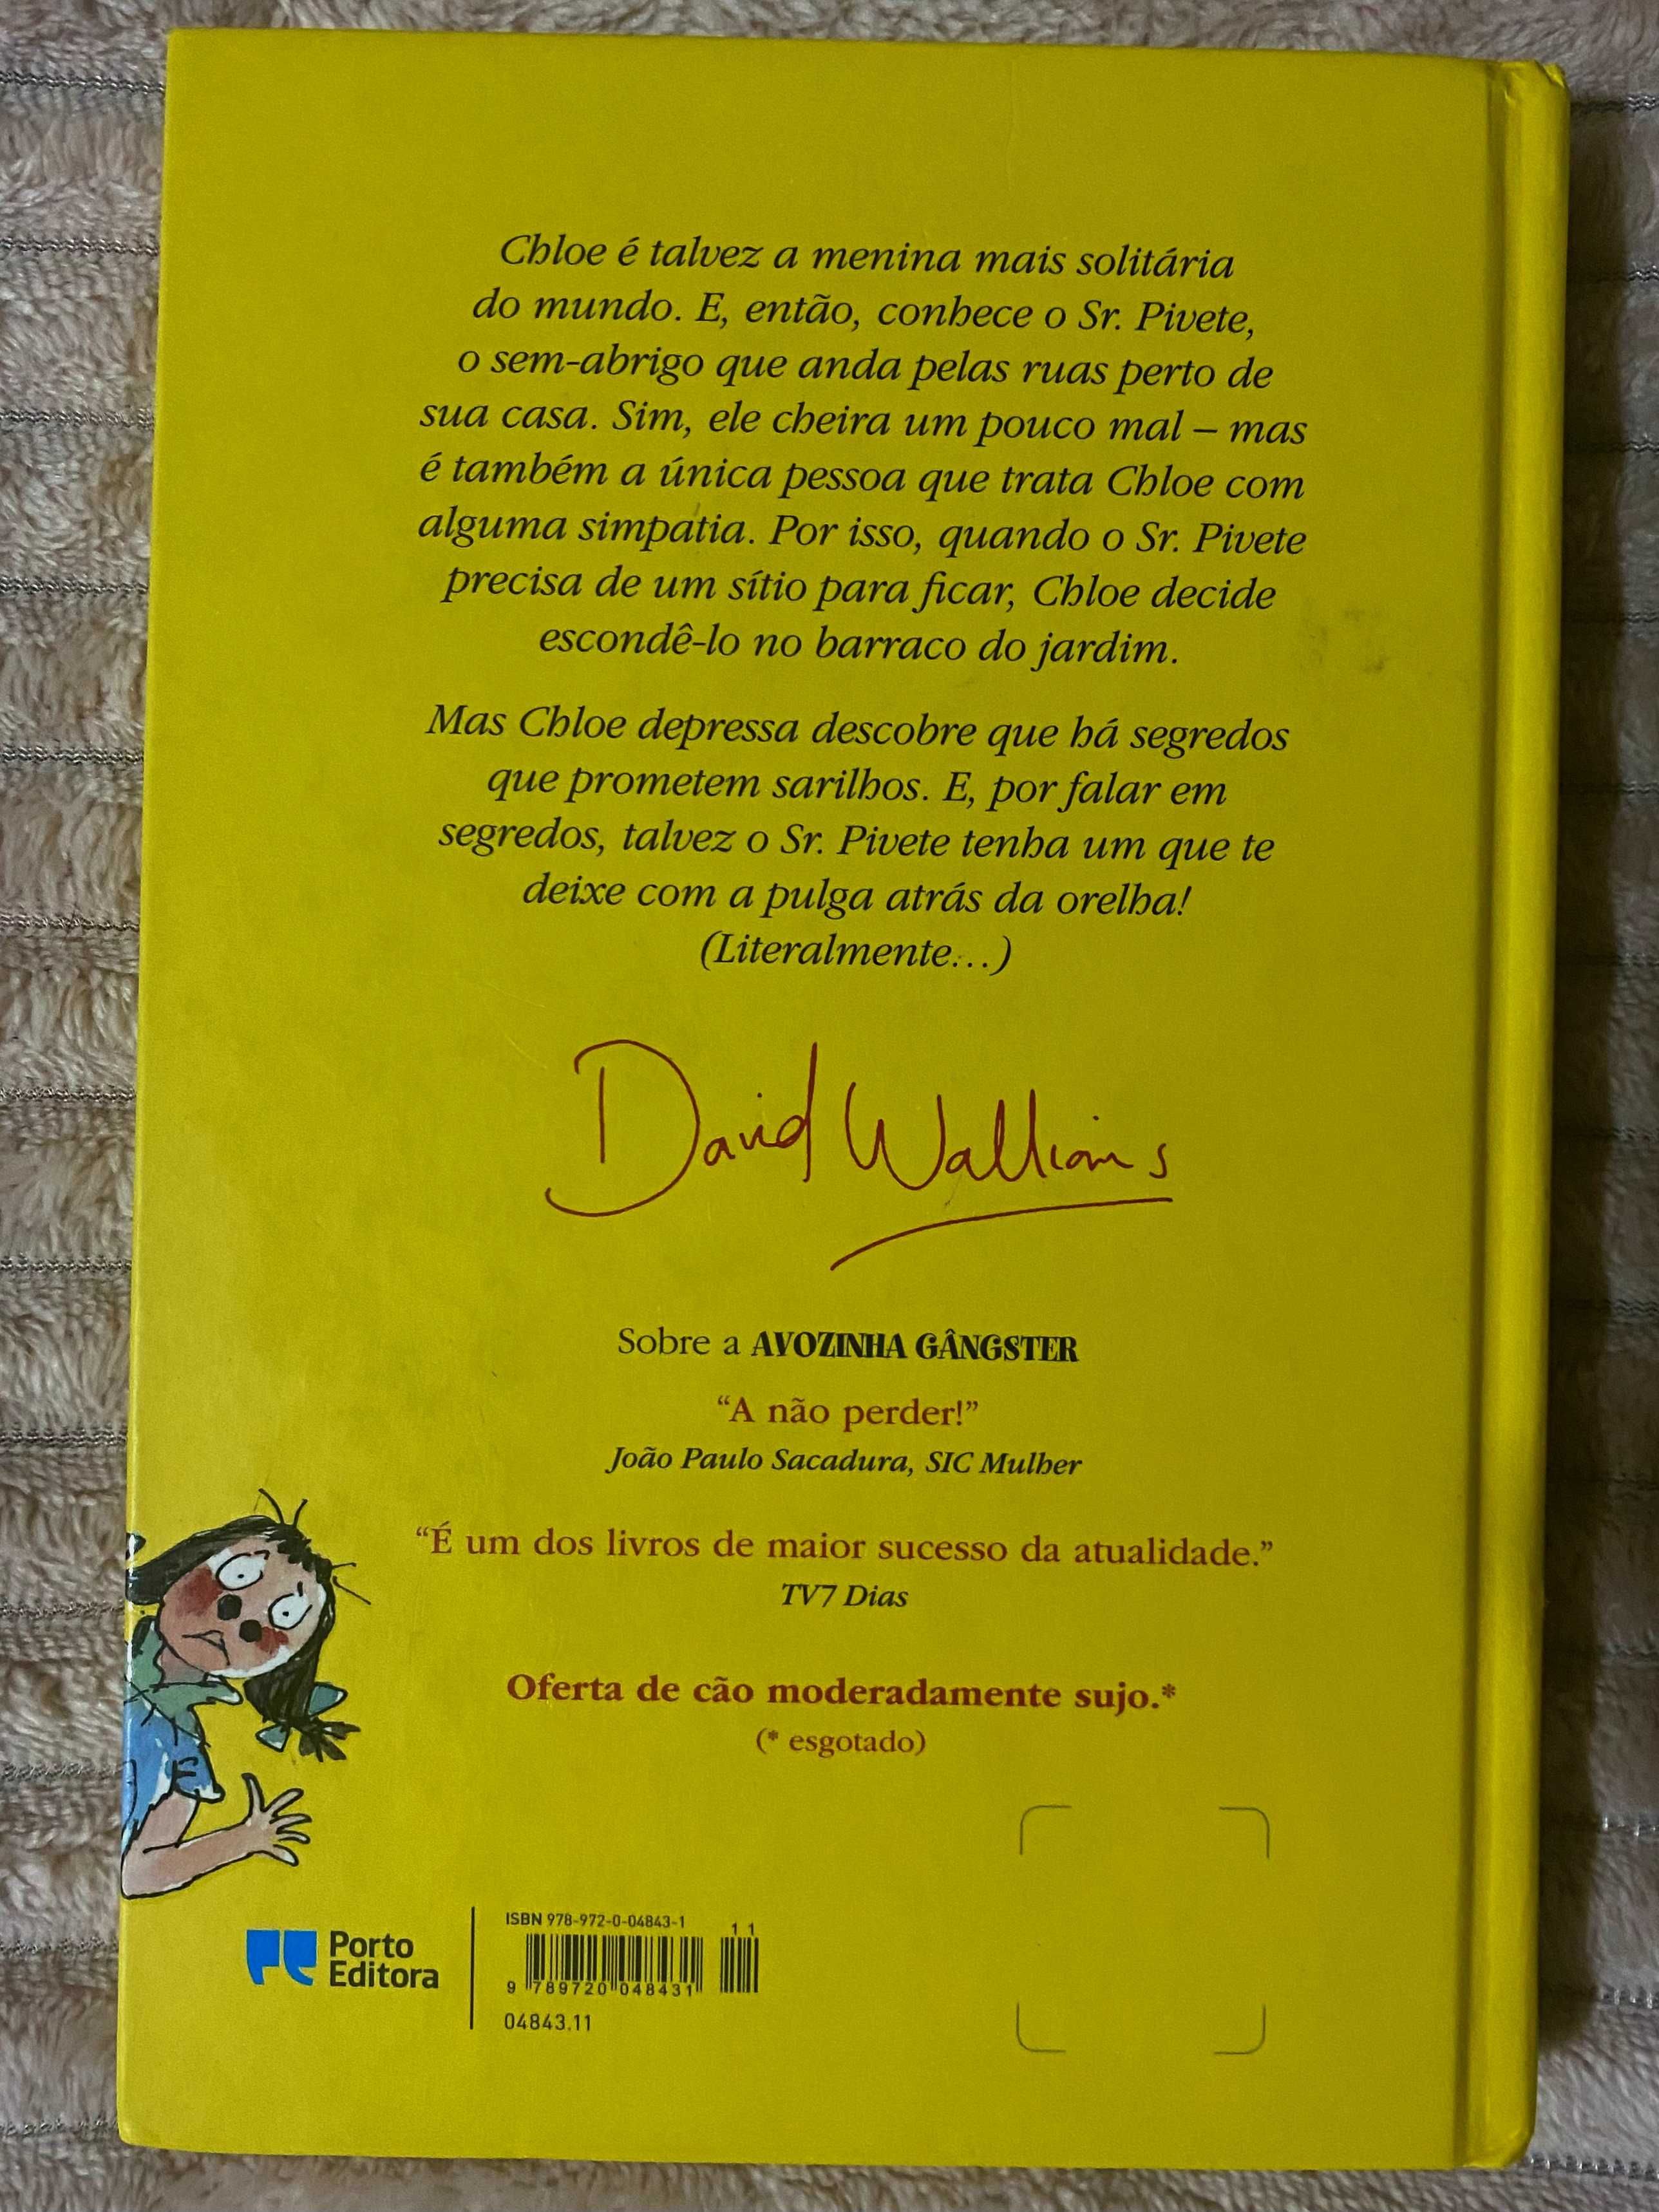 Chloe é talvez a menina mais solitária
do mundo. E, então, conhece o Sr. Pivete,
o sem-abrigo que anda pelas ruas perto de
sua casa. Sim, ele cheira um pouco mal – mas
é também a única pessoa que trata Chloe com
alguma simpatia. Por isso, quando o Sr. Pivete
precisa de um sítio para ficar, Chloe decide
escondê-lo no barraco do jardim.
Mas Chloe depressa descobre que há segredos
que prometem sarilhos. E, por falar em
segredos, talvez o Sr. Pivete tenha um que te
deixe com a pulga atrás da orelha!
(Literalmente…)
David Walliams
Sobre a AVOZINHA GÂNGSTER
“A não perder!”
João Paulo Sacadura, SIC Mulher
“É um dos livros de maior sucesso da atualidade.”
TV7 Dias
Oferta de cão moderadamente sujo.*
(* esgotado)
Porto
Editora
ISBN 978-972-0-04843-1
1 1
9 789720 048431
04843.11